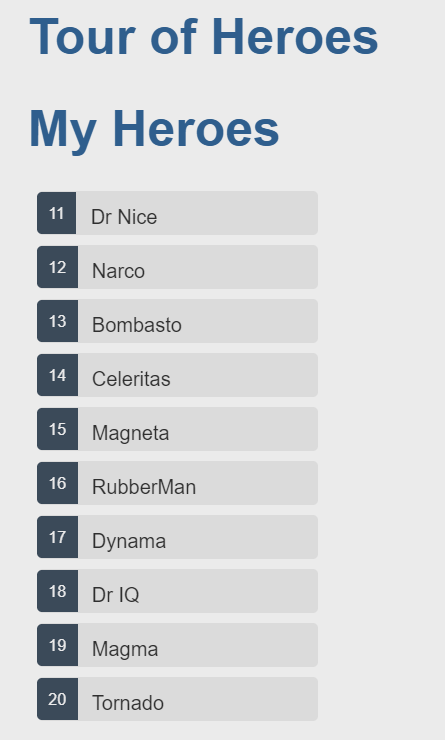 Tour of Heroes
My Heroes
11 Dr Nice
12 Narco
13 Bombasto
14 Celeritas
15 Magneta
16 RubberMan
17 Dynama
18 Dr IQ
19 Magma
20 Tornado